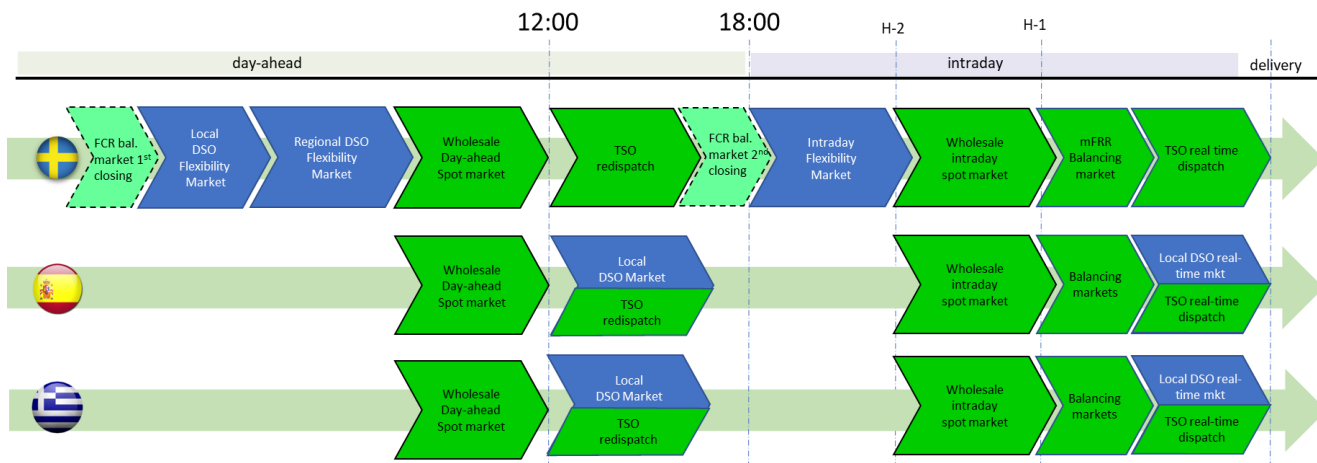 12:00
18:00
H-2
H-1
day-ahead
intraday
delivery
FCR bal.
market 1st
closing
Local
DSO
Flexibility
Market
Regional DSO
Flexibility
Market
Wholesale
Day-ahead
Spot market
TSO
redispatch
FCR bal.
market 2nd
closing
Intraday
Flexibility
Market
Wholesale
intraday
spot market
mFRR
Balancing
market
TSO real-time
dispatch
Wholesale
Day-ahead
Spot market
Local
DSO Market
TSO
redispatch
Wholesale
intraday
spot market
Balancing
markets
Local DSO real-
time mkt
TSO real-time
dispatch
Wholesale
Day-ahead
Spot market
Local
DSO Market
TSO
redispatch
Wholesale
intraday
spot market
Balancing
markets
Local DSO real-
time mkt
TSO real-time
dispatch